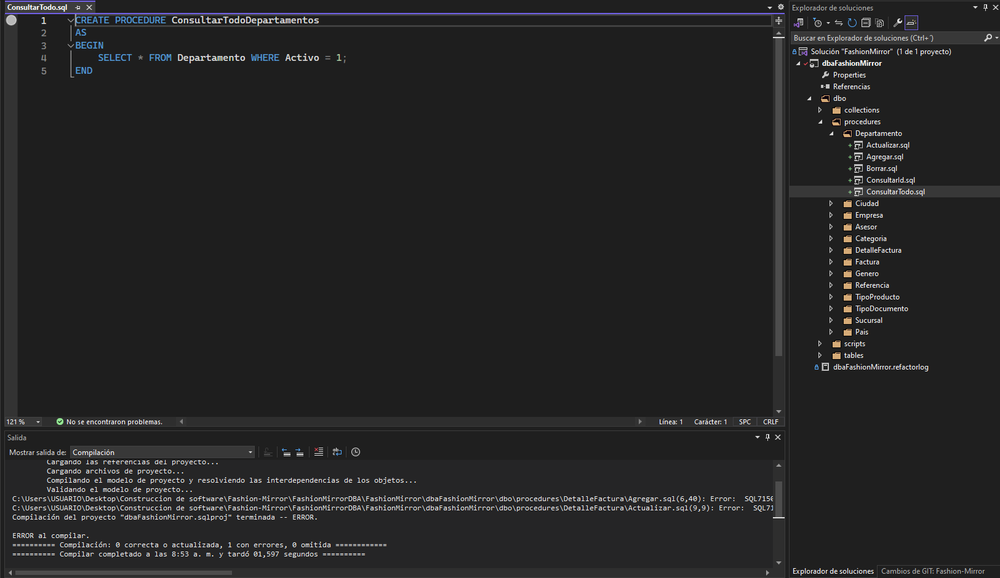 ConsultarTodo.sql
1 CREATE PROCEDURE ConsultarTodoDepartamentos
2 AS
3 BEGIN
4 SELECT * FROM Departamento WHERE Activo = 1;
5 END
121 % No se encontraron problemas. Línea: 1 Carácter: 1 SPC CRLF
Salida
Mostrar salida de: Compilación
Cargando las referencias del proyecto...
Cargando archivos de proyecto...
Compilando el modelo de proyecto y resolviendo las interdependencias de los objetos...
Validando el modelo de proyecto...
C:\Users\USUARIO\Desktop\Construccion de software\Fashion-Mirror\FashionMirrorDBA\FashionMirror\dbaFashionMirror\dbo\procedures\DetalleFactura\Agregar.sql(6,40): Error: SQL7150
C:\Users\USUARIO\Desktop\Construccion de software\Fashion-Mirror\FashionMirrorDBA\FashionMirror\dbaFashionMirror\dbo\procedures\DetalleFactura\Actualizar.sql(9,9): Error: SQL71
Compilación del proyecto "dbaFashionMirror.sqlproj" terminada -- ERROR.
ERROR al compilar.
========== Compilación: 0 correcta o actualizada, 1 con errores, 0 omitida ============
========== Compilar completado a las 8:53 a. m. y tardó 01,597 segundos ==========
Explorador de soluciones
Buscar en Explorador de soluciones (Ctrl+´)
Solución "FashionMirror" (1 de 1 proyecto)
dbaFashionMirror
Properties
Referencias
dbo
collections
procedures
Departamento
Actualizar.sql
Agregar.sql
Borrar.sql
ConsultarId.sql
ConsultarTodo.sql
Ciudad
Empresa
Asesor
Categoria
DetalleFactura
Factura
Genero
Referencia
TipoProducto
TipoDocumento
Sucursal
Pais
scripts
tables
dbaFashionMirror.refactorlog
Explorador de soluciones Cambios de GIT: Fashion-Mirror